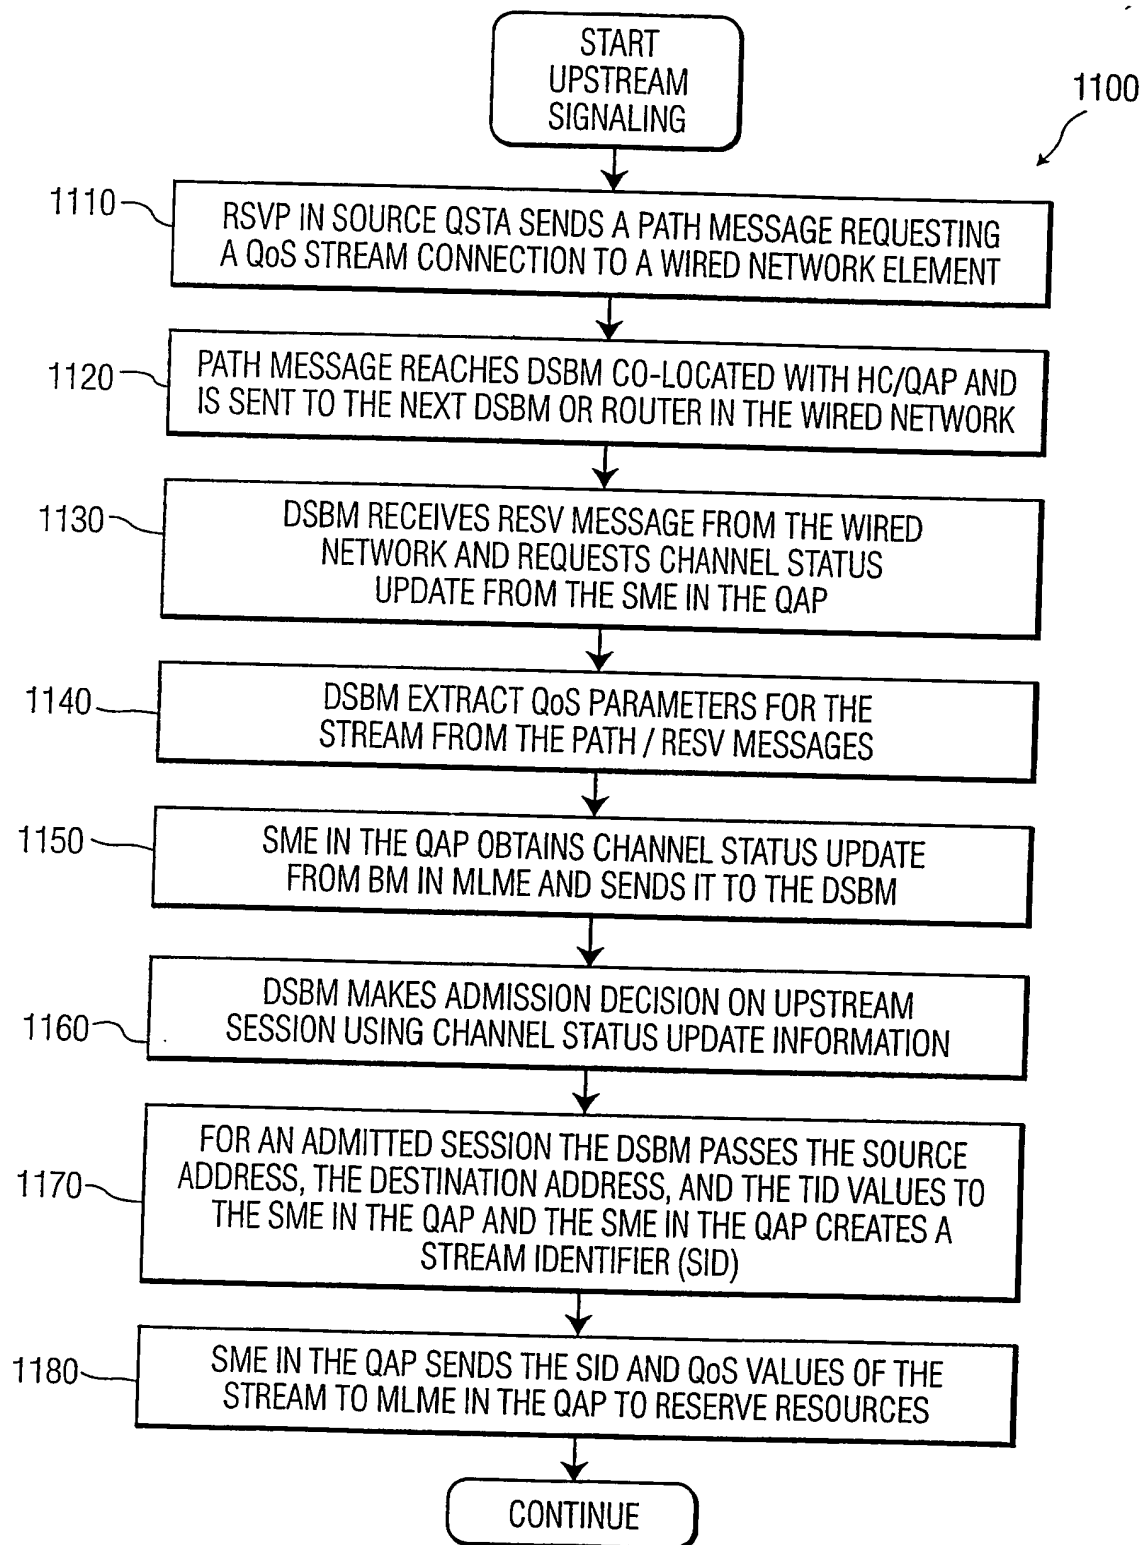 START
UPSTREAM
SIGNALING
1100
1110
RSVP IN SOURCE QSTA SENDS A PATH MESSAGE REQUESTING
A QoS STREAM CONNECTION TO A WIRED NETWORK ELEMENT
1120
PATH MESSAGE REACHES DSBM CO-LOCATED WITH HC/QAP AND
IS SENT TO THE NEXT DSBM OR ROUTER IN THE WIRED NETWORK
1130
DSBM RECEIVES RESV MESSAGE FROM THE WIRED
NETWORK AND REQUESTS CHANNEL STATUS
UPDATE FROM THE SME IN THE QAP
1140
DSBM EXTRACT QoS PARAMETERS FOR THE
STREAM FROM THE PATH / RESV MESSAGES
1150
SME IN THE QAP OBTAINS CHANNEL STATUS UPDATE
FROM BM IN MLME AND SENDS IT TO THE DSBM
1160
DSBM MAKES ADMISSION DECISION ON UPSTREAM
SESSION USING CHANNEL STATUS UPDATE INFORMATION
1170
FOR AN ADMITTED SESSION THE DSBM PASSES THE SOURCE
ADDRESS, THE DESTINATION ADDRESS, AND THE TID VALUES TO
THE SME IN THE QAP AND THE SME IN THE QAP CREATES A
STREAM IDENTIFIER (SID)
1180
SME IN THE QAP SENDS THE SID AND QoS VALUES OF THE
STREAM TO MLME IN THE QAP TO RESERVE RESOURCES
CONTINUE